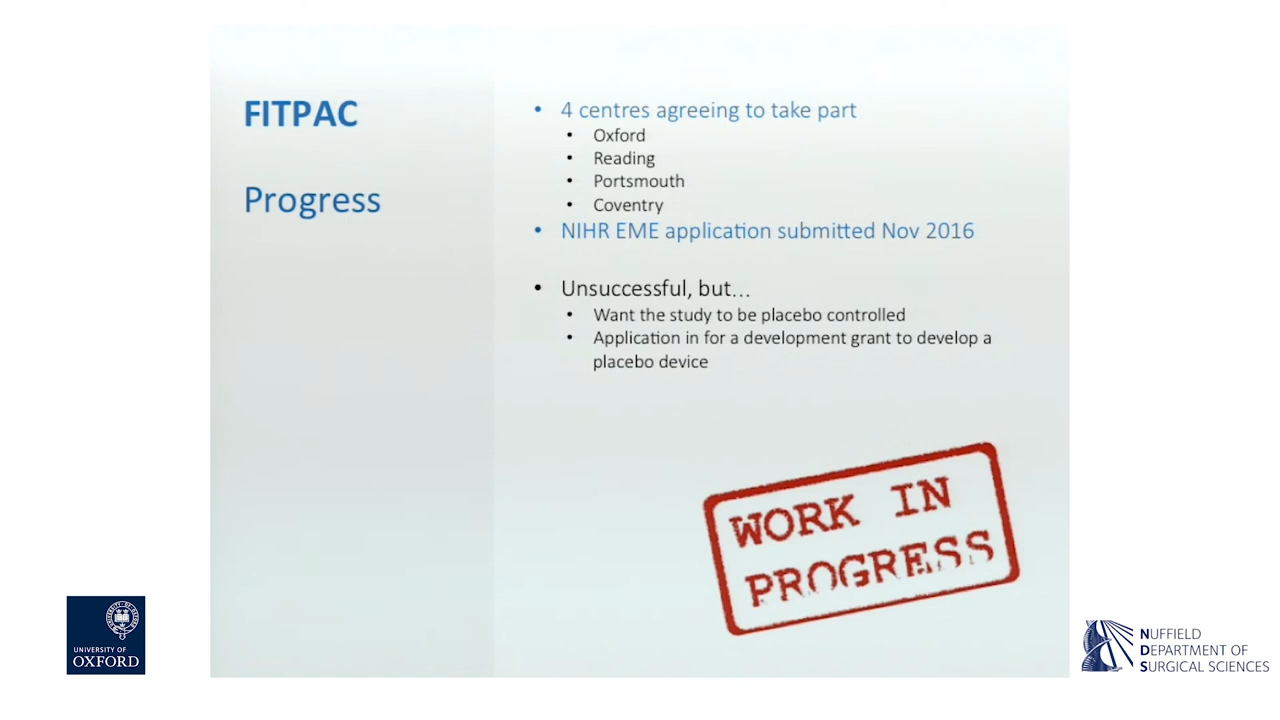 FITPAC
Progress
4 centres agreeing to take part
Oxford
Reading
Portsmouth
Coventry
NIHR EME application submitted Nov 2016
Unsuccessful, but...
Want the study to be placebo controlled
Application in for a development grant to develop a
placebo device
WORK IN
PROGRESS
UNIVERSITY OF
OXFORD
NUFFIELD
DEPARTMENT OF
SURGICAL SCIENCES